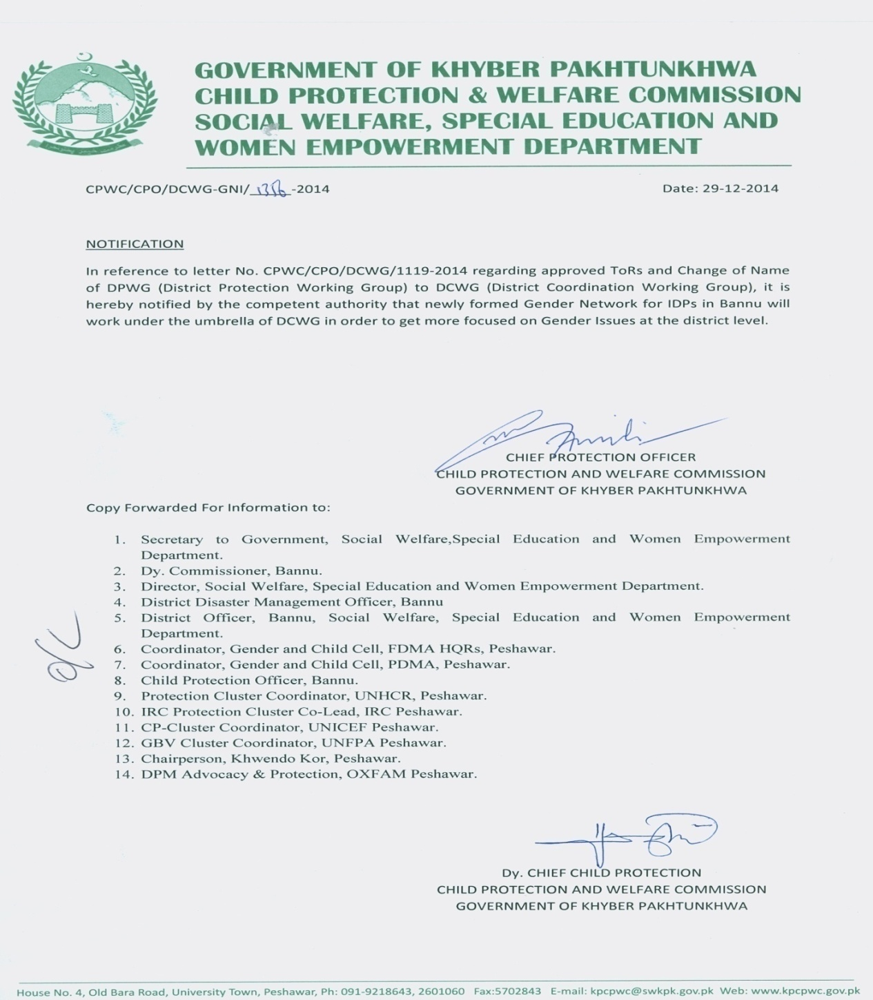 GOVERNMENT OF KHYBER PAKHTUNKHWA
CHILD PROTECTION & WELFARE COMMISSION
SOCIAL WELFARE, SPECIAL EDUCATION AND
WOMEN EMPOWERMENT DEPARTMENT
CPWC/CPO/DCWG-GNI/ 1356 -2014 Date: 29-12-2014
NOTIFICATION
In reference to letter No. CPWC/CPO/DCWG/1119-2014 regarding approved ToRs and Change of Name
of DPWG (District Protection Working Group) to DCWG (District Coordination Working Group), it is
hereby notified by the competent authority that newly formed Gender Network for IDPs in Bannu will
work under the umbrella of DCWG in order to get more focused on Gender Issues at the district level.
CHIEF PROTECTION OFFICER
CHILD PROTECTION AND WELFARE COMMISSION
GOVERNMENT OF KHYBER PAKHTUNKHWA
Copy Forwarded For Information to:
1. Secretary to Government, Social Welfare,Special Education and Women Empowerment
Department.
2. Dy. Commissioner, Bannu.
3. Director, Social Welfare, Special Education and Women Empowerment Department.
4. District Disaster Management Officer, Bannu
5. District Officer, Bannu, Social Welfare, Special Education and Women Empowerment
Department.
6. Coordinator, Gender and Child Cell, FDMA HQRs, Peshawar.
7. Coordinator, Gender and Child Cell, PDMA, Peshawar.
8. Child Protection Officer, Bannu.
9. Protection Cluster Coordinator, UNHCR, Peshawar.
10. IRC Protection Cluster Co-Lead, IRC Peshawar.
11. CP-Cluster Coordinator, UNICEF Peshawar.
12. GBV Cluster Coordinator, UNFPA Peshawar.
13. Chairperson, Khwendo Kor, Peshawar.
14. DPM Advocacy & Protection, OXFAM Peshawar.
Dy. CHIEF CHILD PROTECTION
CHILD PROTECTION AND WELFARE COMMISSION
GOVERNMENT OF KHYBER PAKHTUNKHWA
House No. 4, Old Bara Road, University Town, Peshawar, Ph: 091-9218643, 2601060 Fax:5702843 E-mail: kpcpwc@swkpk.gov.pk Web: www.kpcpwc.gov.pk